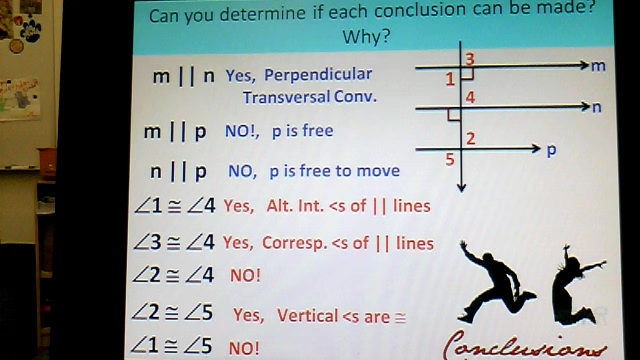 Can you determine if each conclusion can be made?
Why?
m || n Yes, Perpendicular
Transversal Conv.
m || p NO!, p is free
n || p NO, p is free to move
∠1 ≅ ∠4 Yes, Alt. Int. <s of || lines
∠3 ≅ ∠4 Yes, Corresp. <s of || lines
∠2 ≅ ∠4 NO!
∠2 ≅ ∠5 Yes, Vertical <s are ≅
∠1 ≅ ∠5 NO!
3
m
1
4
n
2
p
5
Conclusions